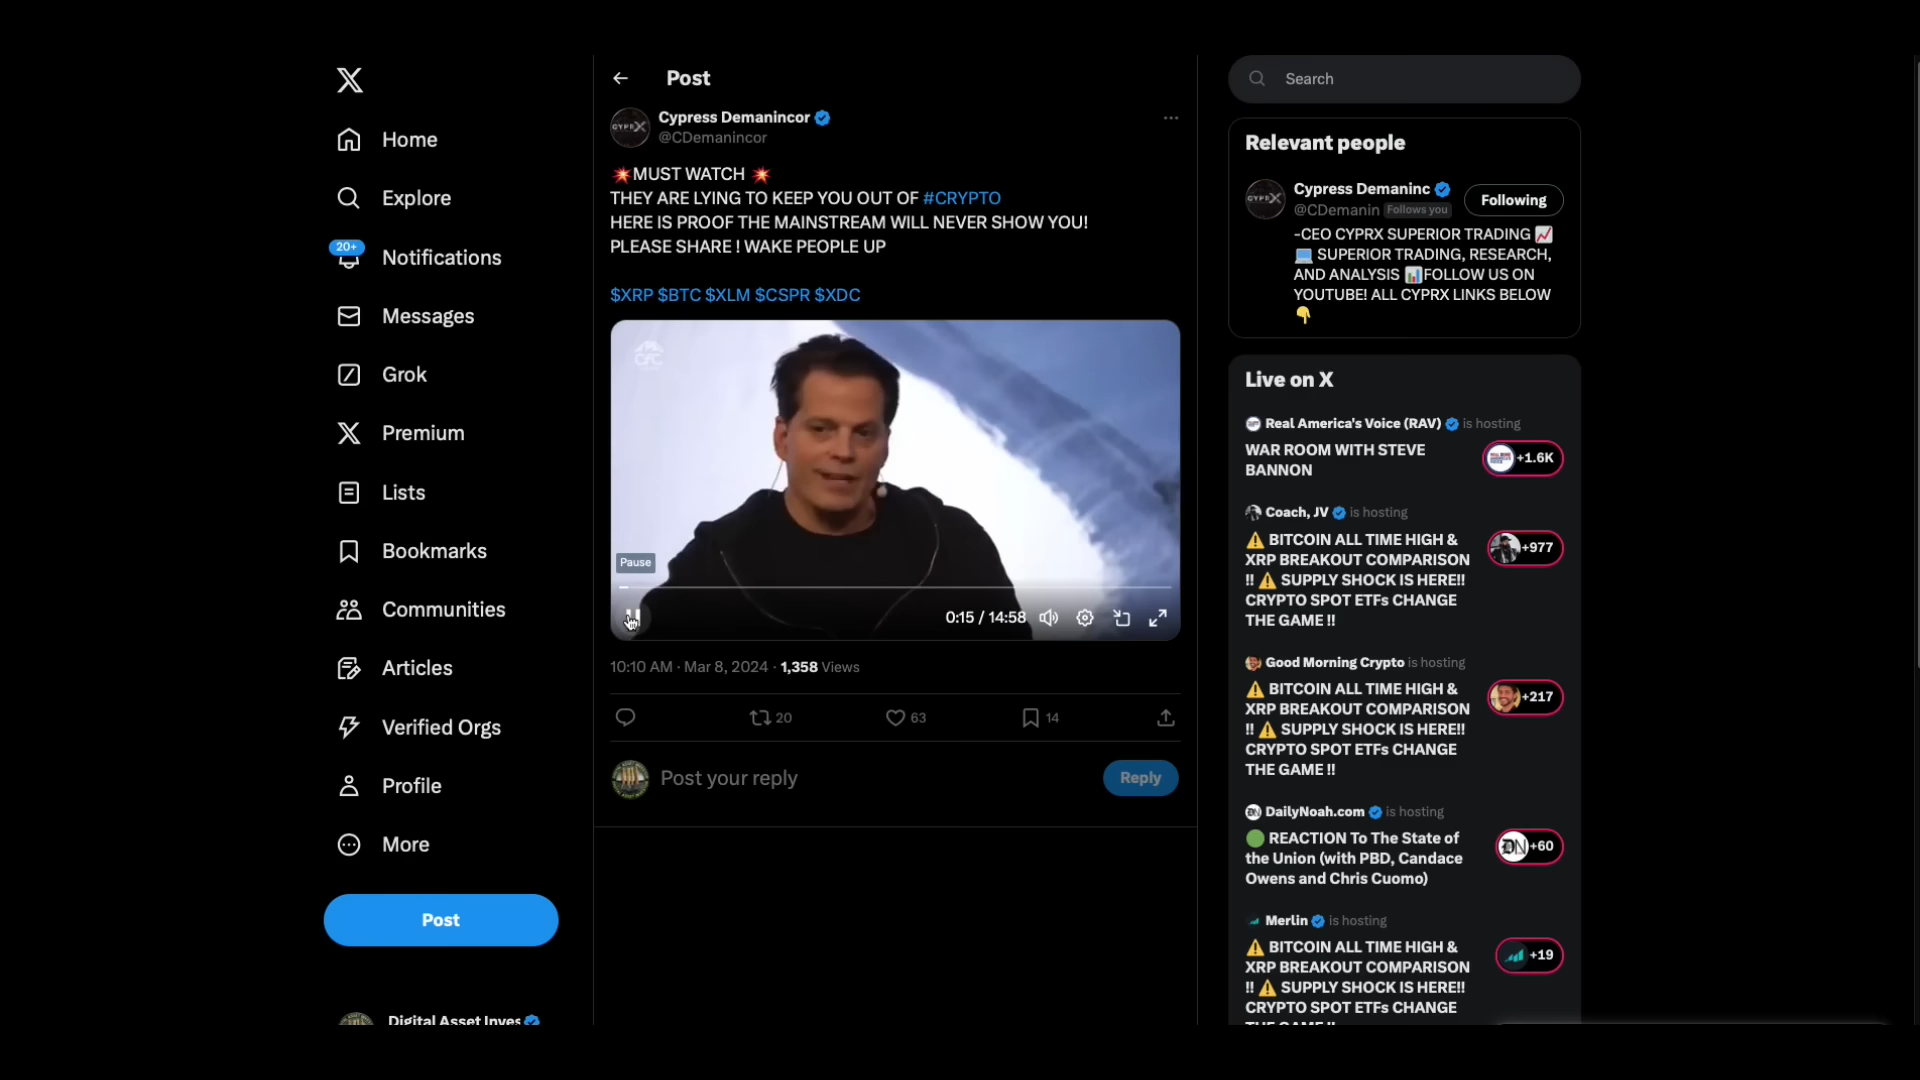 Home
Explore
20+
Notifications
Messages
Grok
Premium
Lists
Bookmarks
Communities
Articles
Verified Orgs
Profile
More
Post
Digital Asset Inves
Post
CYPRX
Cypress Demanincor
@CDemanincor
💥MUST WATCH 💥
THEY ARE LYING TO KEEP YOU OUT OF #CRYPTO
HERE IS PROOF THE MAINSTREAM WILL NEVER SHOW YOU!
PLEASE SHARE ! WAKE PEOPLE UP
$XRP $BTC $XLM $CSPR $XDC
CFC
Pause
0:15 / 14:58
10:10 AM · Mar 8, 2024 · 1,358 Views
20
63
14
Post your reply
Reply
Search
Relevant people
CYPRX
Cypress Demaninc
Following
@CDemanin Follows you
-CEO CYPRX SUPERIOR TRADING 📈
💻 SUPERIOR TRADING, RESEARCH,
AND ANALYSIS 📊FOLLOW US ON
YOUTUBE! ALL CYPRX LINKS BELOW
👇
Live on X
Real America's Voice (RAV) is hosting
WAR ROOM WITH STEVE
BANNON
+1.6K
Coach, JV is hosting
⚠️ BITCOIN ALL TIME HIGH &
XRP BREAKOUT COMPARISON
‼ ⚠️ SUPPLY SHOCK IS HERE!!
CRYPTO SPOT ETFs CHANGE
THE GAME ‼
+977
Good Morning Crypto is hosting
⚠️ BITCOIN ALL TIME HIGH &
XRP BREAKOUT COMPARISON
‼ ⚠️ SUPPLY SHOCK IS HERE!!
CRYPTO SPOT ETFs CHANGE
THE GAME ‼
+217
DailyNoah.com is hosting
🟢 REACTION To The State of
the Union (with PBD, Candace
Owens and Chris Cuomo)
DN
+60
Merlin is hosting
⚠️ BITCOIN ALL TIME HIGH &
XRP BREAKOUT COMPARISON
‼ ⚠️ SUPPLY SHOCK IS HERE!!
CRYPTO SPOT ETFs CHANGE
THE GAME ‼
+19